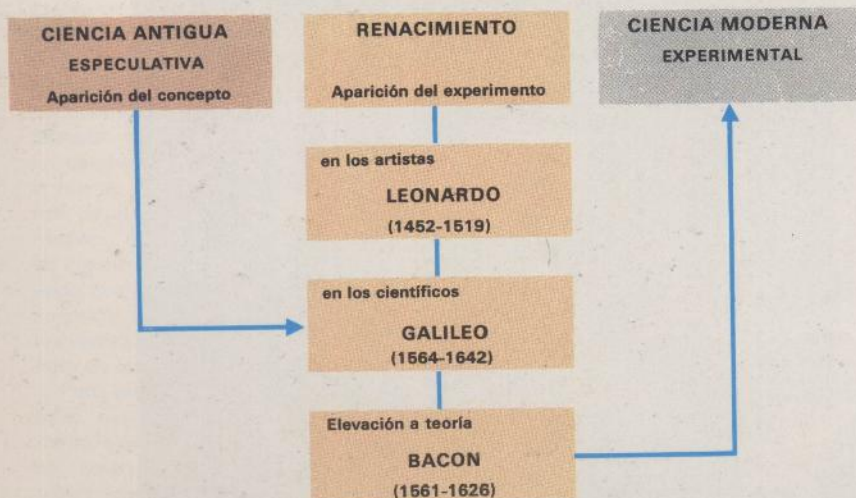 CIENCIA ANTIGUA
ESPECULATIVA
Aparición del concepto
RENACIMIENTO
Aparición del experimento
CIENCIA MODERNA
EXPERIMENTAL
en los artistas
LEONARDO
(1452-1519)
en los científicos
GALILEO
(1564-1642)
Elevación a teoría
BACON
(1561-1626)